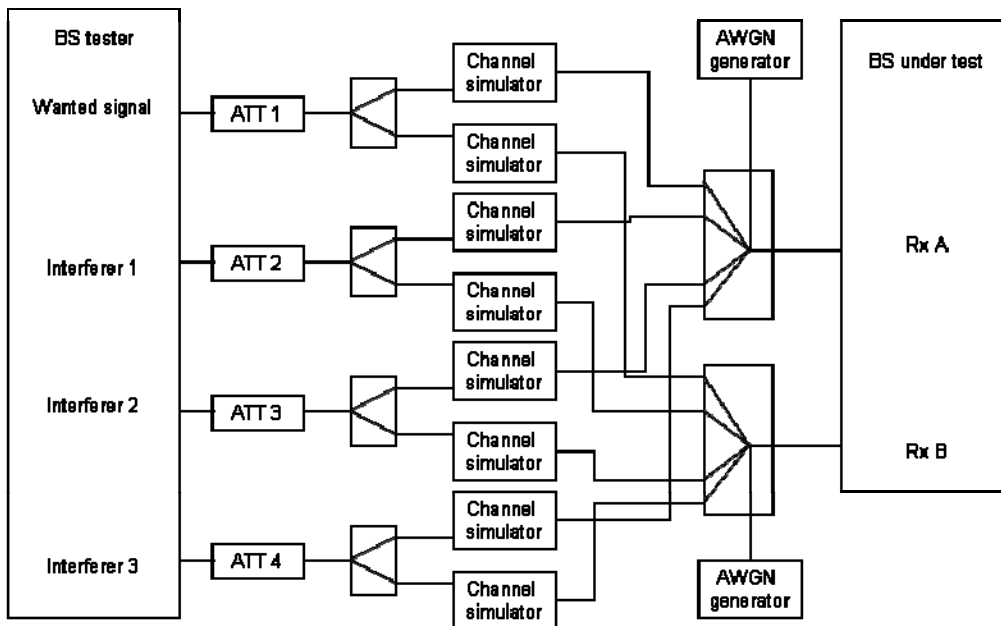 BS tester
Wanted signal
Interferer 1
Interferer 2
Interferer 3
ATT 1
ATT 2
ATT 3
ATT 4
Channel
simulator
Channel
simulator
Channel
simulator
Channel
simulator
Channel
simulator
Channel
simulator
Channel
simulator
Channel
simulator
AWGN
generator
AWGN
generator
BS under test
Rx A
Rx B